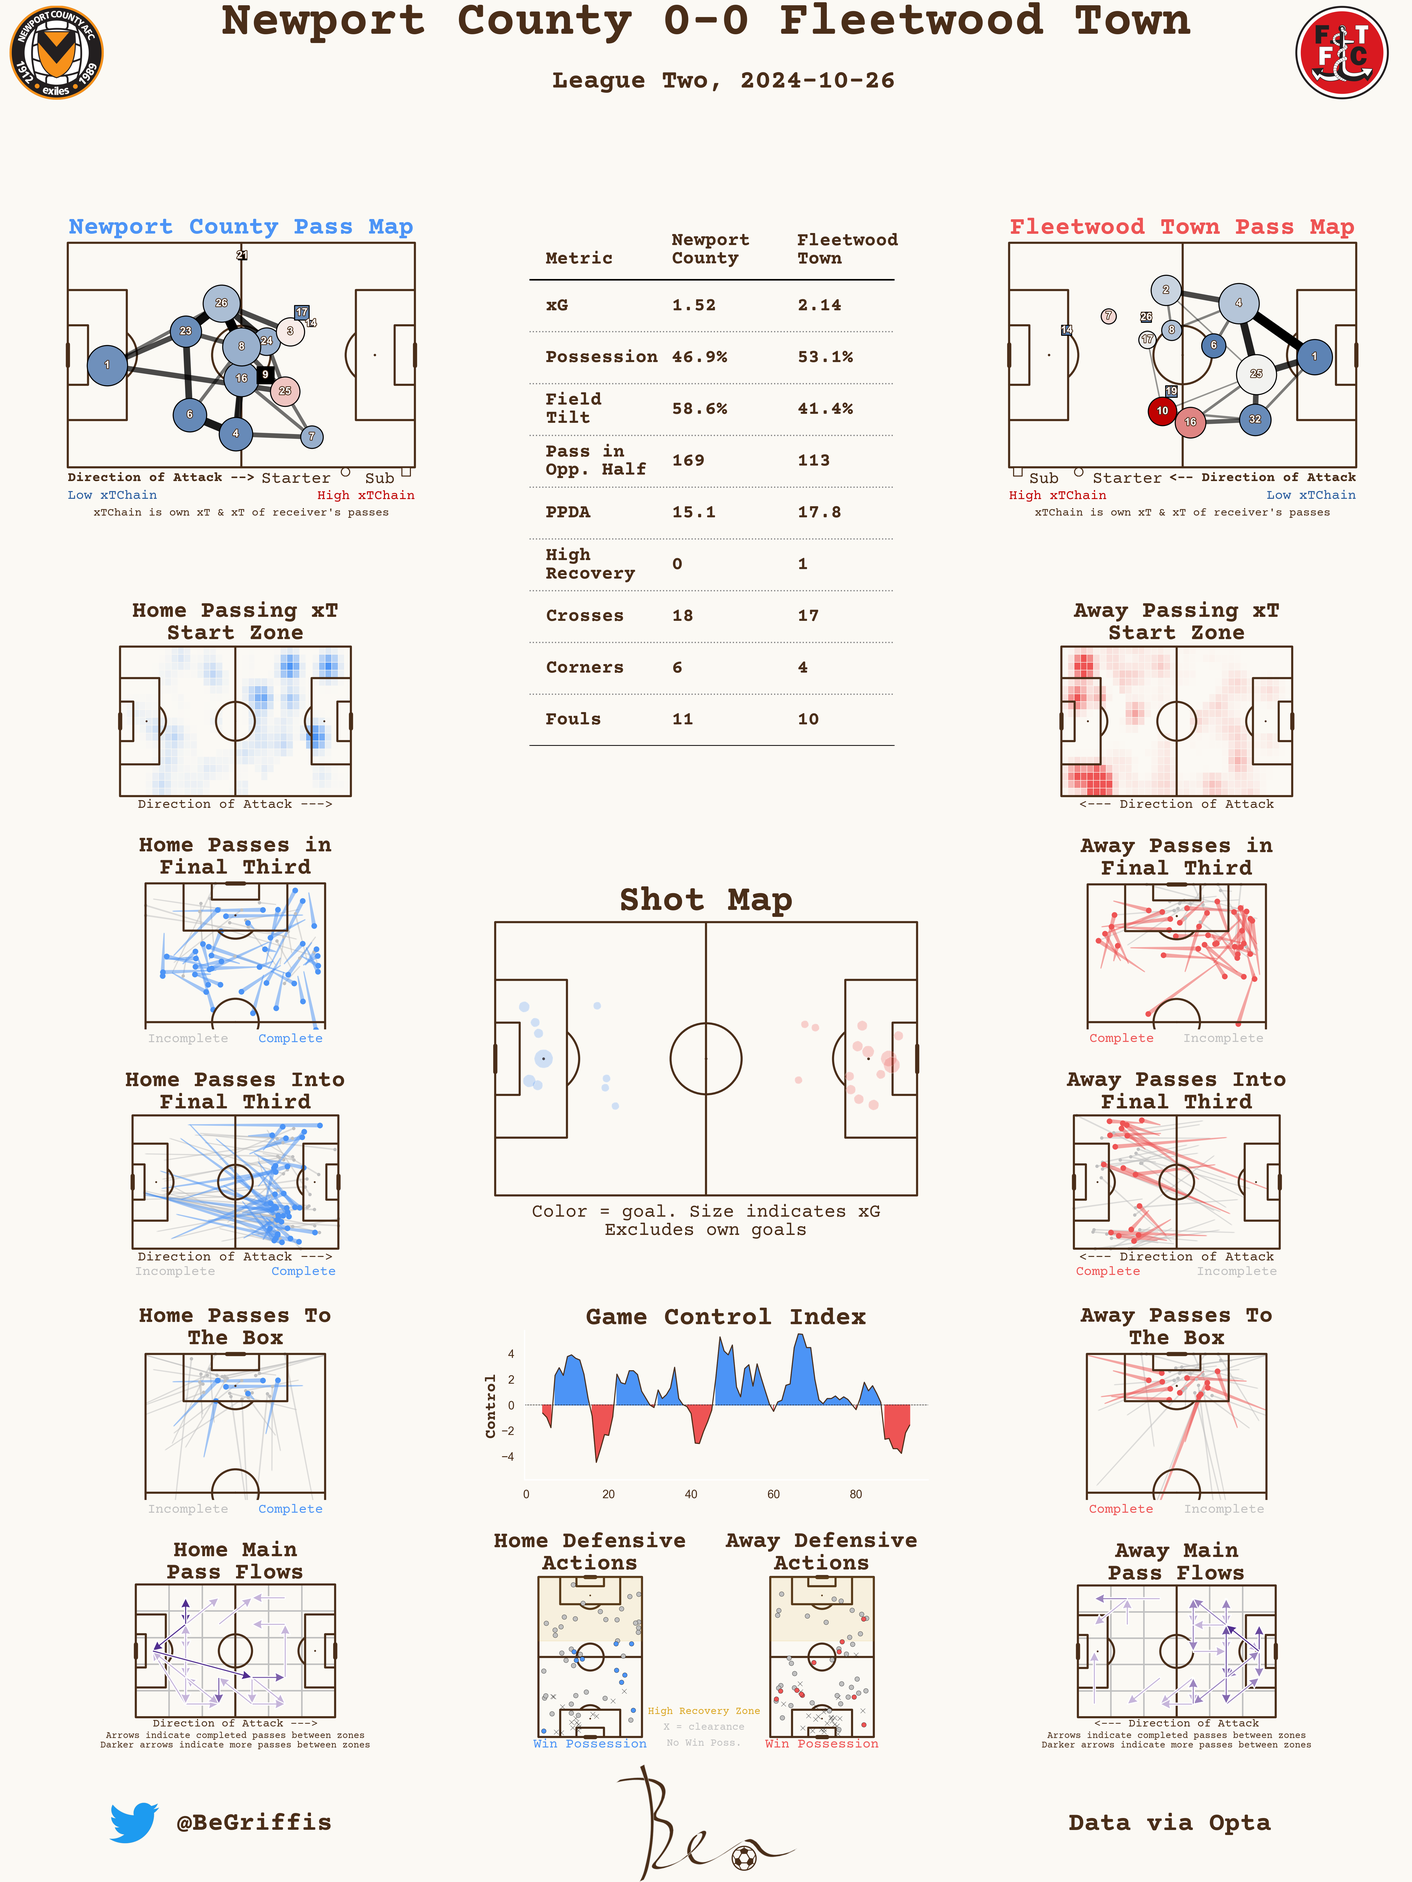 Newport County 0-0 Fleetwood Town
League Two, 2024-10-26
NEWPORT COUNTY AFC
1912 exiles 1989
F T
F C
Newport County Pass Map
21
26
17
14
23
3
24
8
1
9
16
25
6
4
7
Direction of Attack --> Starter Sub
Low xTChain High xTChain
xTChain is own xT & xT of receiver's passes
Metric Newport County Fleetwood Town
xG 1.52 2.14
Possession 46.9% 53.1%
Field Tilt 58.6% 41.4%
Pass in Opp. Half 169 113
PPDA 15.1 17.8
High Recovery 0 1
Crosses 18 17
Corners 6 4
Fouls 11 10
Fleetwood Town Pass Map
2
4
7
26
14
8
17
6
1
25
19
10
16
32
Sub Starter <-- Direction of Attack
High xTChain Low xTChain
xTChain is own xT & xT of receiver's passes
Home Passing xT
Start Zone
Direction of Attack --->
Away Passing xT
Start Zone
<--- Direction of Attack
Home Passes in
Final Third
Incomplete Complete
Away Passes in
Final Third
Complete Incomplete
Shot Map
Color = goal. Size indicates xG
Excludes own goals
Home Passes Into
Final Third
Direction of Attack --->
Incomplete Complete
Away Passes Into
Final Third
<--- Direction of Attack
Complete Incomplete
Home Passes To
The Box
Incomplete Complete
Game Control Index
Control
4
2
0
−2
−4
0 20 40 60 80
Away Passes To
The Box
Complete Incomplete
Home Main
Pass Flows
Direction of Attack --->
Arrows indicate completed passes between zones
Darker arrows indicate more passes between zones
Home Defensive
Actions
Win Possession
Away Defensive
Actions
Win Possession
High Recovery Zone
X = clearance
No Win Poss.
Away Main
Pass Flows
<--- Direction of Attack
Arrows indicate completed passes between zones
Darker arrows indicate more passes between zones
@BeGriffis
Ben
Data via Opta